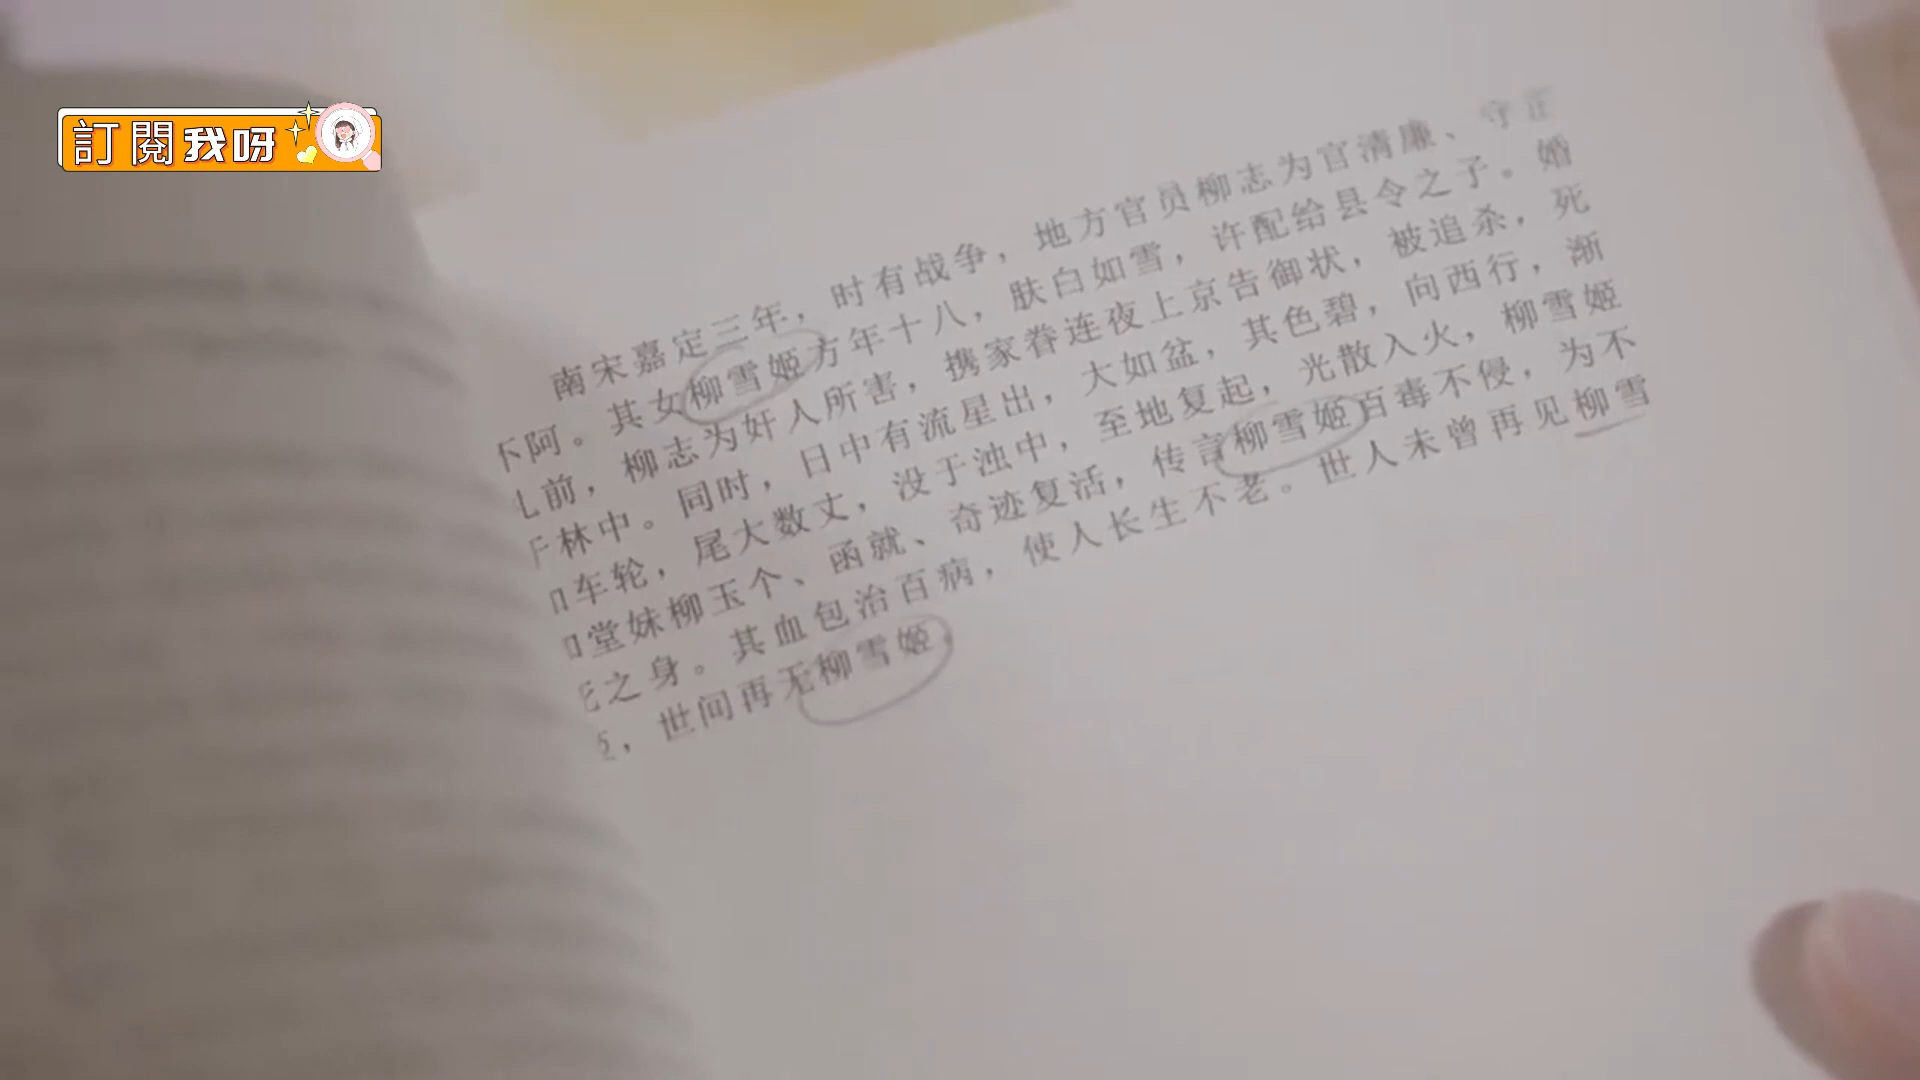 訂閱我呀
南宋嘉定三年，时有战争，地方官员柳志为官清廉、守正
不阿。其女柳雪姬方年十八，肤白如雪，许配给县令之子。婚
礼前，柳志为奸人所害，携家眷连夜上京告御状，被追杀，死
于林中。同时，日中有流星出，大如盆，其色碧，向西行，渐
如车轮，尾大数丈，没于浊中，至地复起，光散入火，柳雪姬
和堂妹柳玉个、函就、奇迹复活，传言柳雪姬百毒不侵，为不
死之身。其血包治百病，使人长生不老。世人未曾再见柳雪
姬，世间再无柳雪姬。